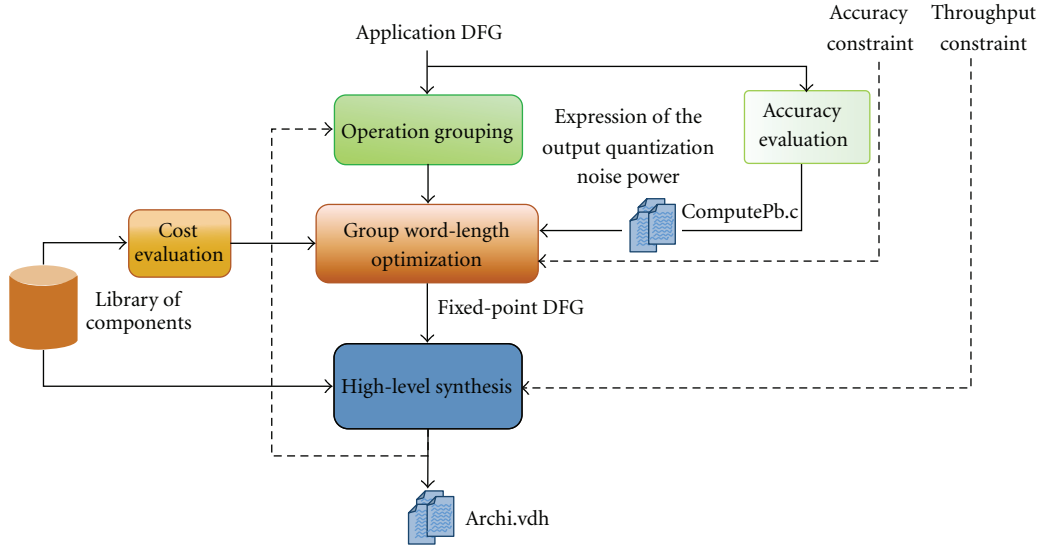 Application DFG
Accuracy
constraint
Throughput
constraint
Operation grouping
Expression of the
output quantization
noise power
Accuracy
evaluation
ComputePb.c
Cost
evaluation
Group word-length
optimization
Library of
components
Fixed-point DFG
High-level synthesis
Archi.vdh